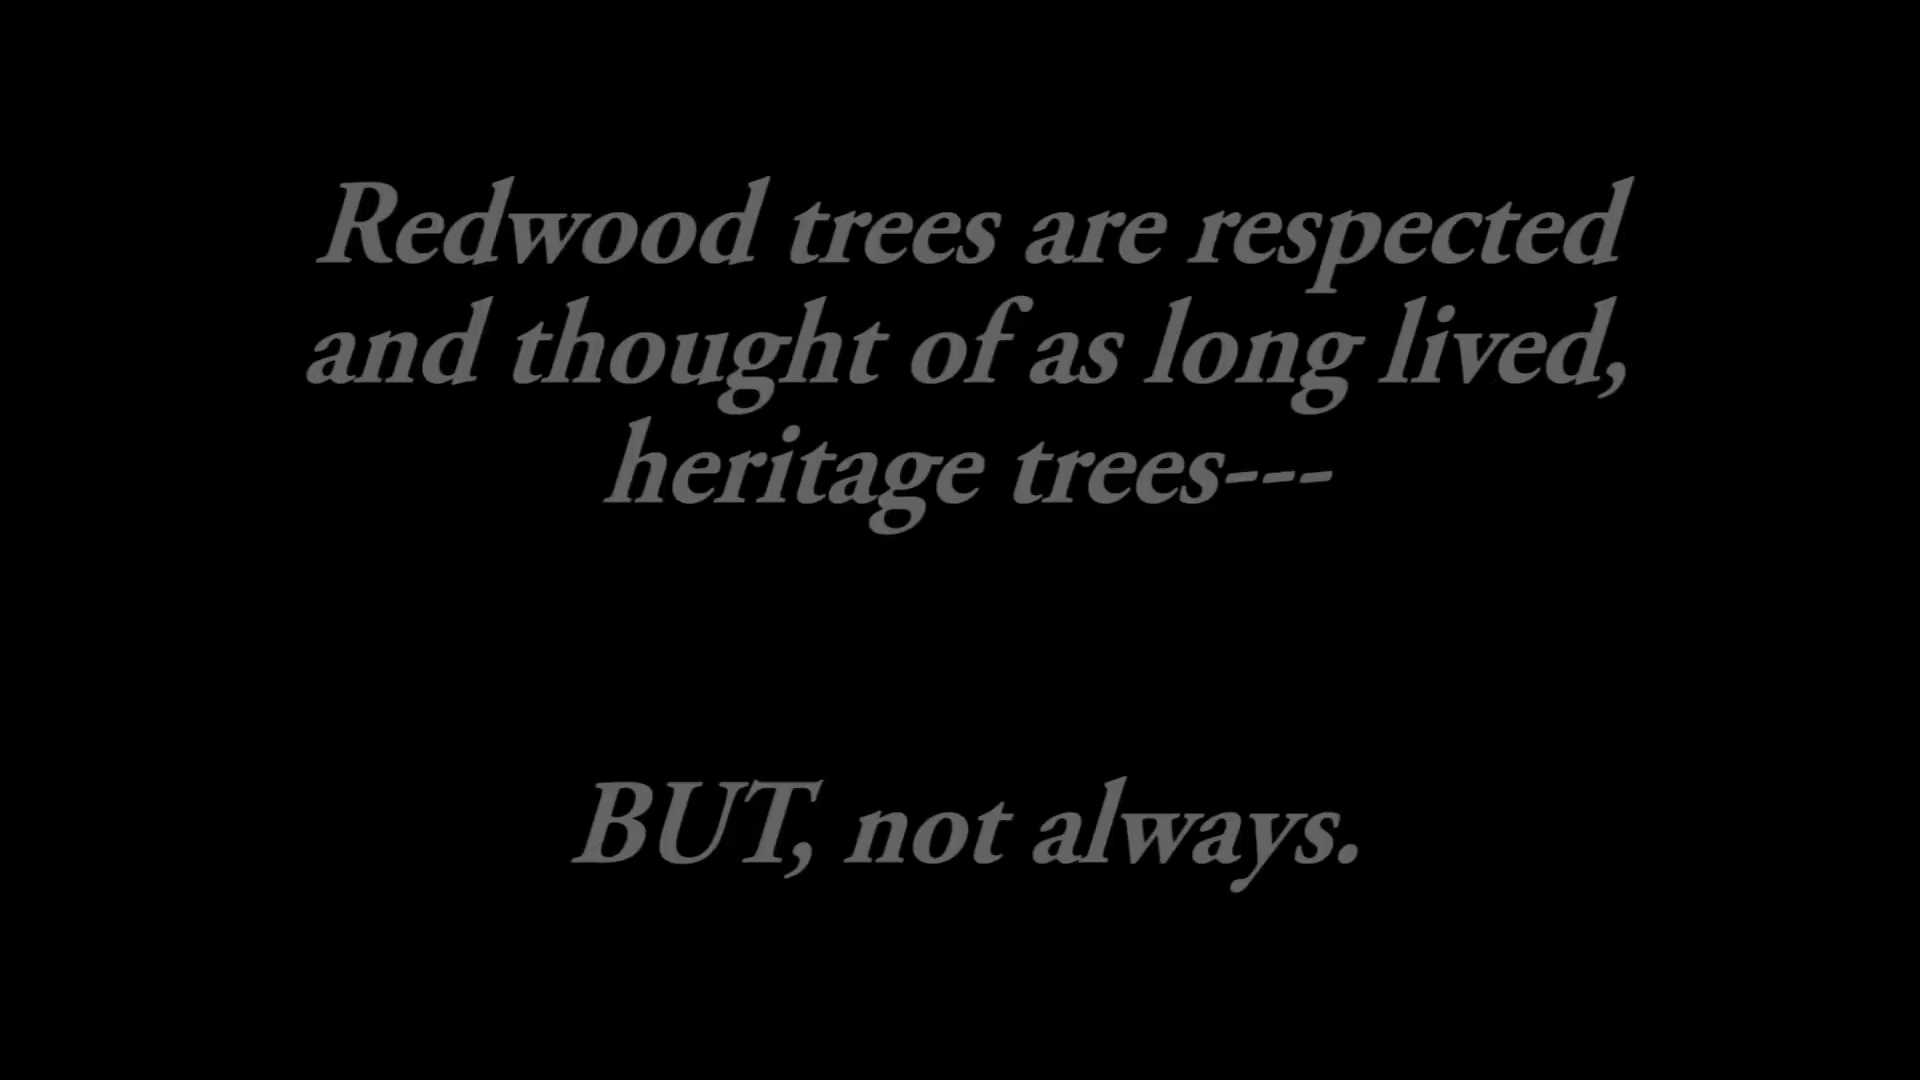 Redwood trees are respected
and thought of as long lived,
heritage trees---
BUT, not always.